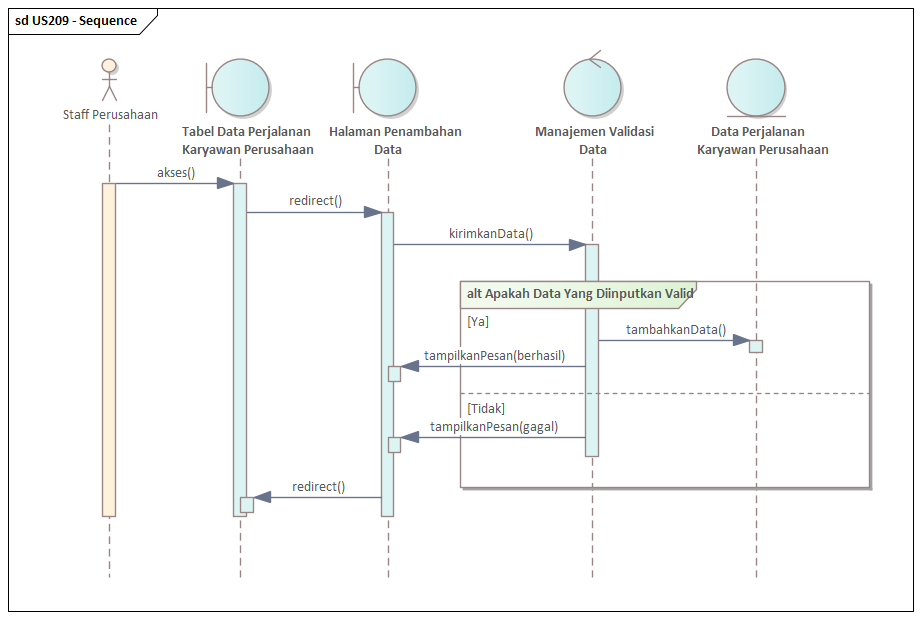 sd US209 - Sequence
Staff Perusahaan
Tabel Data Perjalanan
Karyawan Perusahaan
Halaman Penambahan
Data
Manajemen Validasi
Data
Data Perjalanan
Karyawan Perusahaan
akses()
redirect()
kirimkanData()
alt Apakah Data Yang Diinputkan Valid
[Ya]
tambahkanData()
tampilkanPesan(berhasil)
[Tidak]
tampilkanPesan(gagal)
redirect()